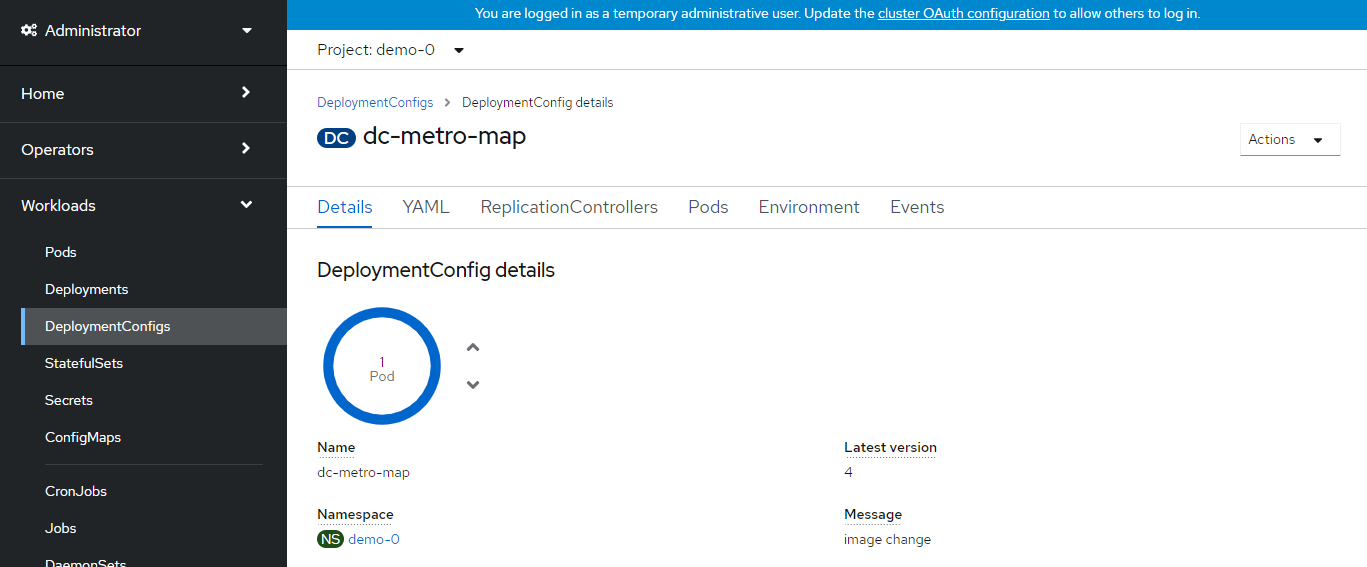 You are logged in as a temporary administrative user. Update the cluster OAuth configuration to allow others to log in.
Administrator
Home
Operators
Workloads
Pods
Deployments
DeploymentConfigs
StatefulSets
Secrets
ConfigMaps
CronJobs
Jobs
DaemonSets
Project: demo-0
DeploymentConfigs > DeploymentConfig details
DC dc-metro-map
Actions
Details YAML ReplicationControllers Pods Environment Events
DeploymentConfig details
1
Pod
Name
dc-metro-map
Namespace
NS demo-0
Latest version
4
Message
image change